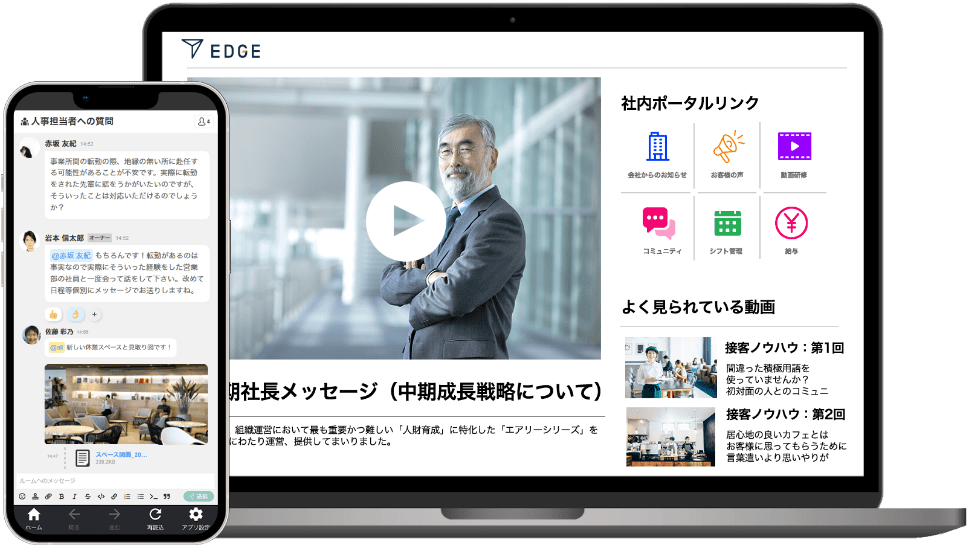 EDGE
社内ポータルリンク
会社からのお知らせ
お客様の声
動画研修
コミュニティ
シフト管理
給与
よく見られている動画
接客ノウハウ：第1回
間違った積極用語を
使っていませんか？
初対面の人とのコミュニ
接客ノウハウ：第2回
居心地の良いカフェとは
お客様に思ってもらうために
言葉遣いより思いやりが
期社長メッセージ（中期成長戦略について）
組織運営において最も重要かつ難しい「人財育成」に特化した「エアリーシリーズ」を
にわたり運営、提供してまいりました。
人事担当者への質問
4
赤坂 友紀 14:52
事業所間の転勤の際、地縁の無い所に赴任す
る可能性があることが不安です。実際に転勤
をされた先輩に話をうかがいたいのですが、
そういったことは対応いただけるのでしょう
か？
岩本 信太郎 オーナー 14:52
@赤坂 友紀 もちろんです！転勤があるのは
事実なので実際にそういった経験をした営業
部の社員と一度会って話をして下さい。改めて
日程等個別にメッセージでお送りしますね。
佐藤 彩乃
@all 新しい休憩スペースと見取り図です！
14:47
スペース図面_20...
238.2KB
ルームへのメッセージ
送信
ホーム
戻る
進む
再読込
アプリ設定